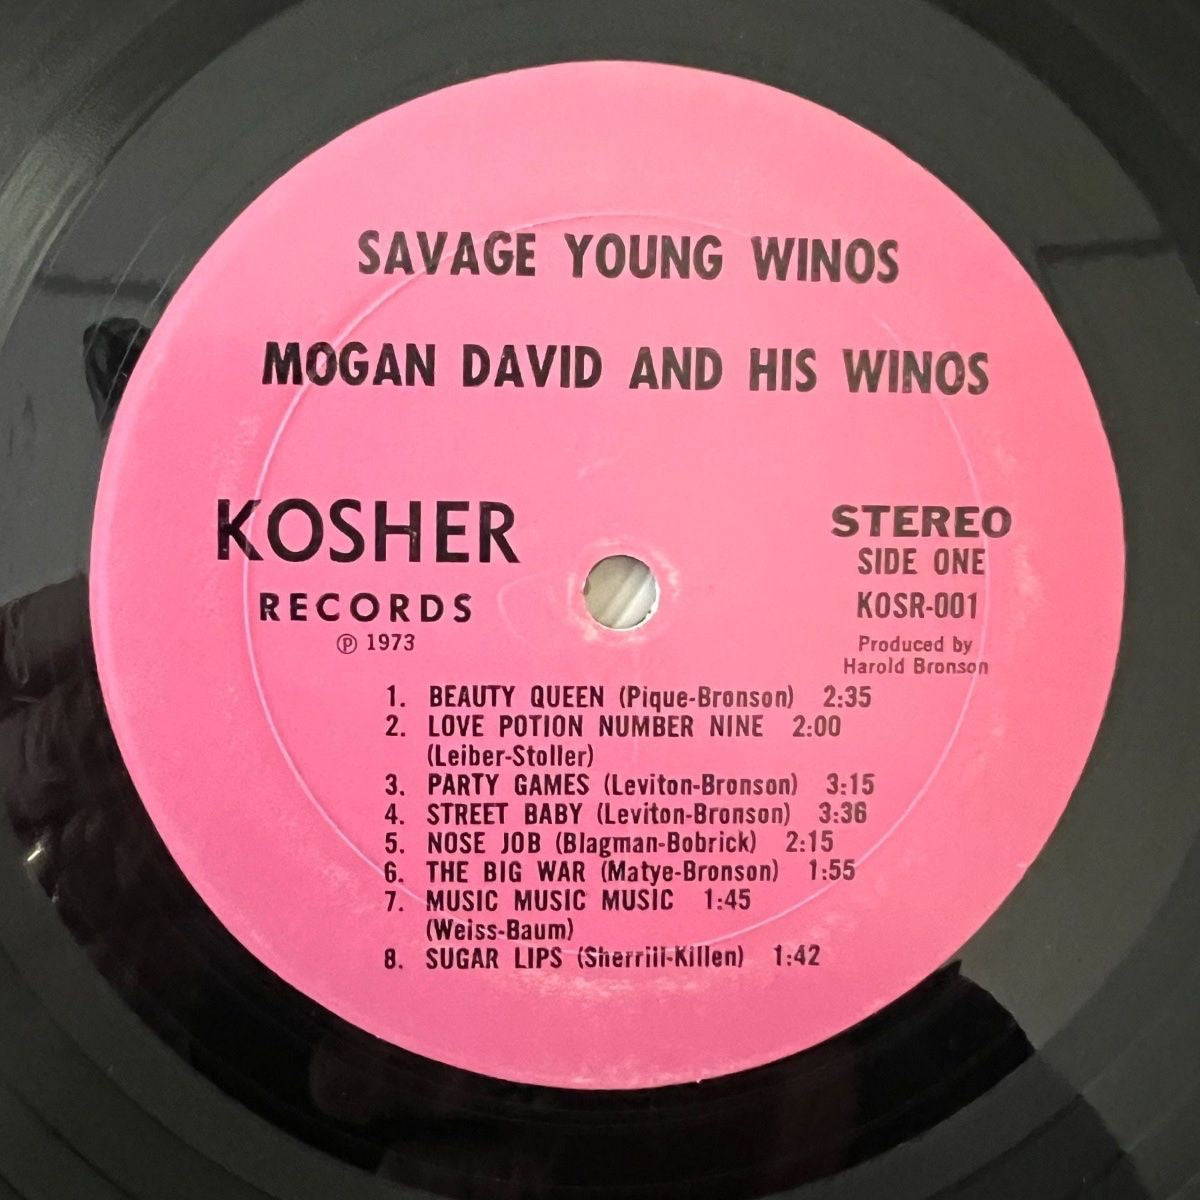 SAVAGE YOUNG WINOS
MOGAN DAVID AND HIS WINOS
KOSHER
RECORDS
℗ 1973
STEREO
SIDE ONE
KOSR-001
Produced by
Harold Bronson
1. BEAUTY QUEEN (Pique-Bronson) 2:35
2. LOVE POTION NUMBER NINE 2:00
(Leiber-Stoller)
3. PARTY GAMES (Leviton-Bronson) 3:15
4. STREET BABY (Leviton-Bronson) 3:36
5. NOSE JOB (Blagman-Bobrick) 2:15
6. THE BIG WAR (Matye-Bronson) 1:55
7. MUSIC MUSIC MUSIC 1:45
(Weiss-Baum)
8. SUGAR LIPS (Sherrill-Killen) 1:42